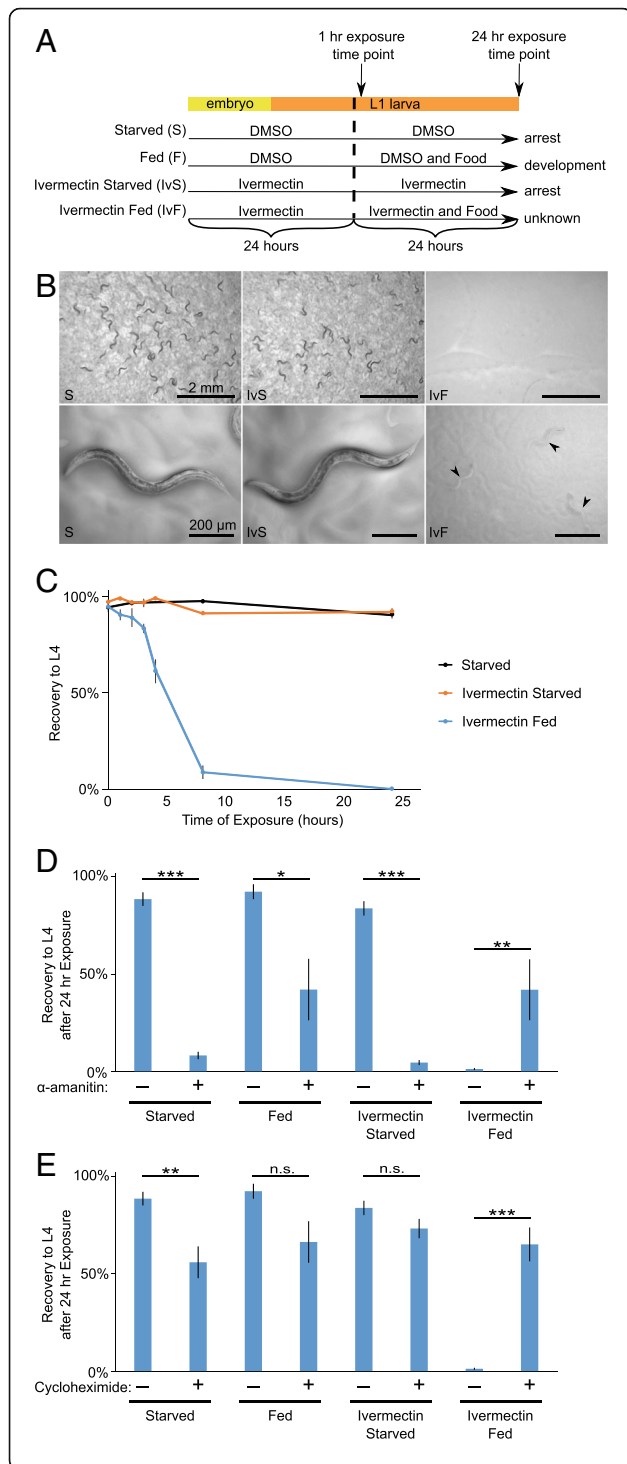 A
1 hr exposure
time point
24 hr exposure
time point
embryo
L1 larva
Starved (S)
DMSO
DMSO
arrest
Fed (F)
DMSO
DMSO and Food
development
Ivermectin Starved (IvS)
Ivermectin
Ivermectin
arrest
Ivermectin Fed (IvF)
Ivermectin
Ivermectin and Food
unknown
24 hours
24 hours
B
S
2 mm
IvS
IvF
S
200 µm
IvS
IvF
C
100%
50%
0%
Recovery to L4
0
5
10
15
20
25
Time of Exposure (hours)
Starved
Ivermectin Starved
Ivermectin Fed
D
Recovery to L4
after 24 hr Exposure
100%
50%
0%
***
*
***
**
α-amanitin:
– + – + – + – +
Starved
Fed
Ivermectin
Starved
Ivermectin
Fed
E
Recovery to L4
after 24 hr Exposure
100%
50%
0%
**
n.s.
n.s.
***
Cycloheximide:
– + – + – + – +
Starved
Fed
Ivermectin
Starved
Ivermectin
Fed